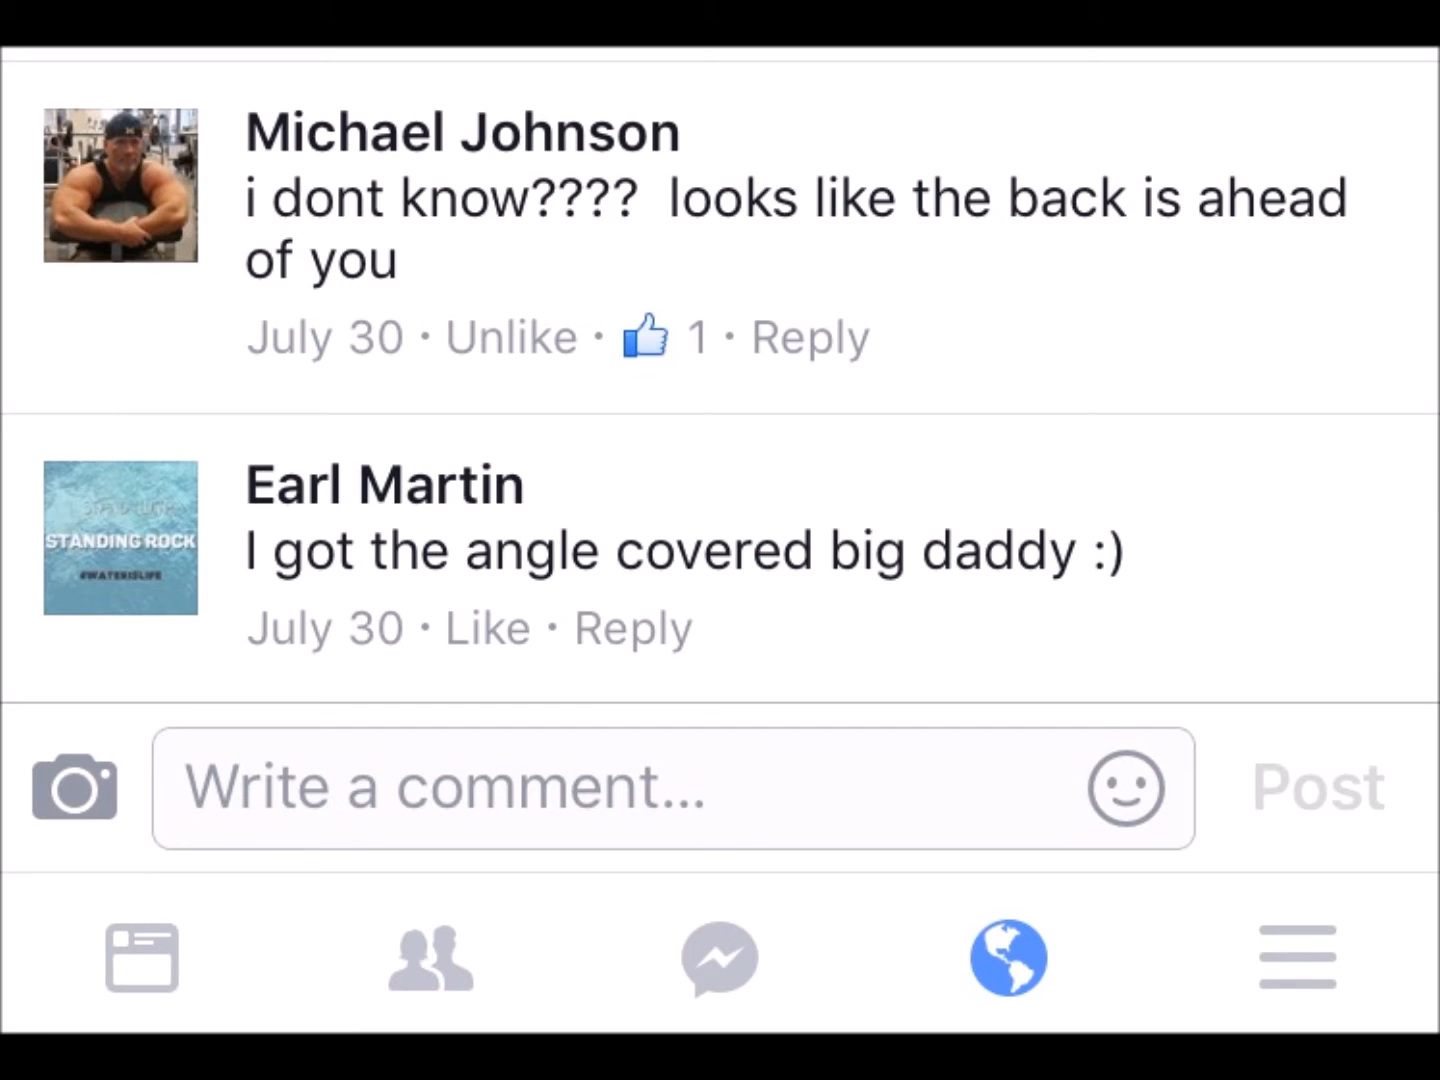 Michael Johnson
i dont know????  looks like the back is ahead
of you
July 30 · Unlike · 1 · Reply
Earl Martin
STANDING ROCK
#WATERISLIFE
I got the angle covered big daddy :)
July 30 · Like · Reply
Write a comment...
Post